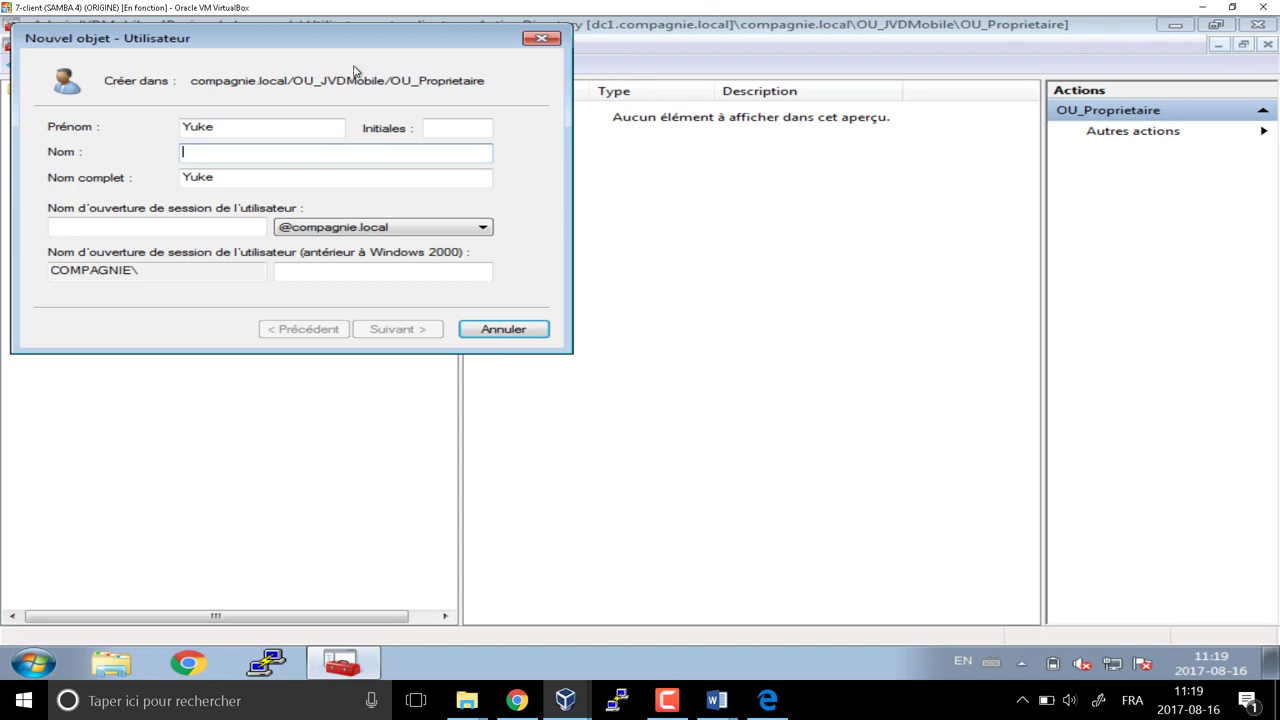 7-client (SAMBA 4) (ORIGINE) [En fonction] - Oracle VM VirtualBox
Active Directory [dc1.compagnie.local]\compagnie.local\OU_JVDMobile\OU_Proprietaire]
Nouvel objet - Utilisateur
Créer dans : compagnie.local/OU_JVDMobile/OU_Proprietaire
Prénom : Yuke Initiales :
Nom :
Nom complet : Yuke
Nom d'ouverture de session de l'utilisateur :
@compagnie.local
Nom d'ouverture de session de l'utilisateur (antérieur à Windows 2000) :
COMPAGNIE\
< Précédent Suivant > Annuler
Type Description
Aucun élément à afficher dans cet aperçu.
Actions
OU_Proprietaire
Autres actions
EN 11:19
2017-08-16
Taper ici pour rechercher
FRA 11:19
2017-08-16
1